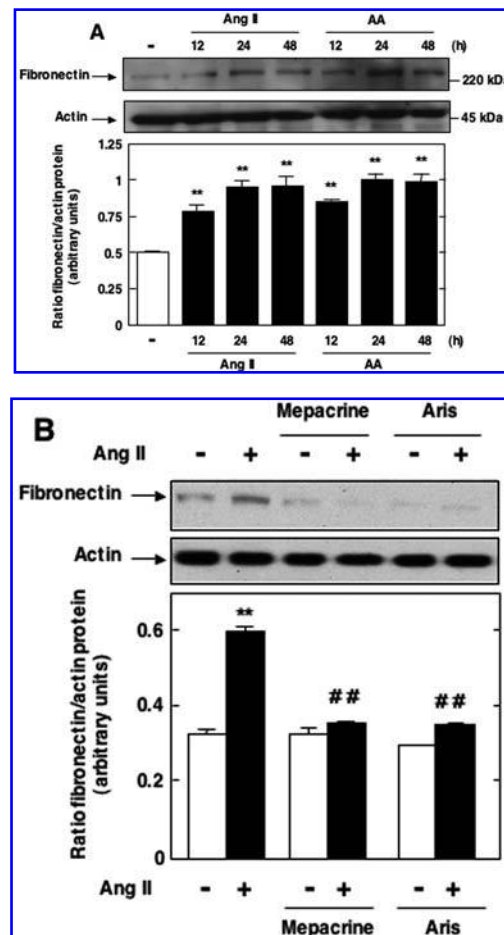 A
Ang II AA
- 12 24 48 12 24 48 (h)
Fibronectin
220 kDa
Actin
45 kDa
Ratio fibronectin/actin protein
(arbitrary units)
1.25
1
0.75
0.5
0.25
0
** ** ** ** ** **
- 12 24 48 12 24 48 (h)
Ang II AA
B
Mepacrine Aris
Ang II - + - + - +
Fibronectin
Actin
Ratio fibronectin/actin protein
(arbitrary units)
0.6
0.4
0.2
0
** ## ##
Ang II - + - + - +
Mepacrine Aris